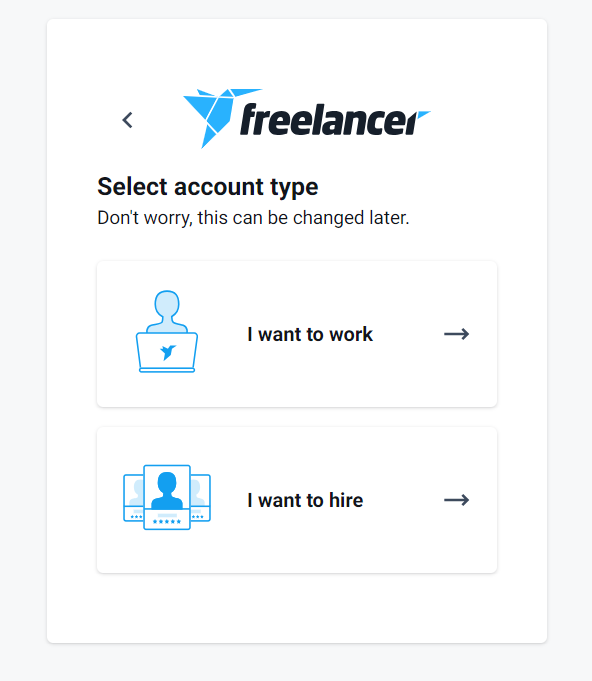 freelancer
Select account type
Don't worry, this can be changed later.
I want to work
I want to hire